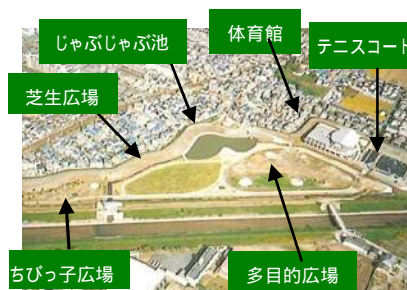 じゃぶじゃぶ池
体育館
テニスコート
芝生広場
ちびっ子広場
多目的広場